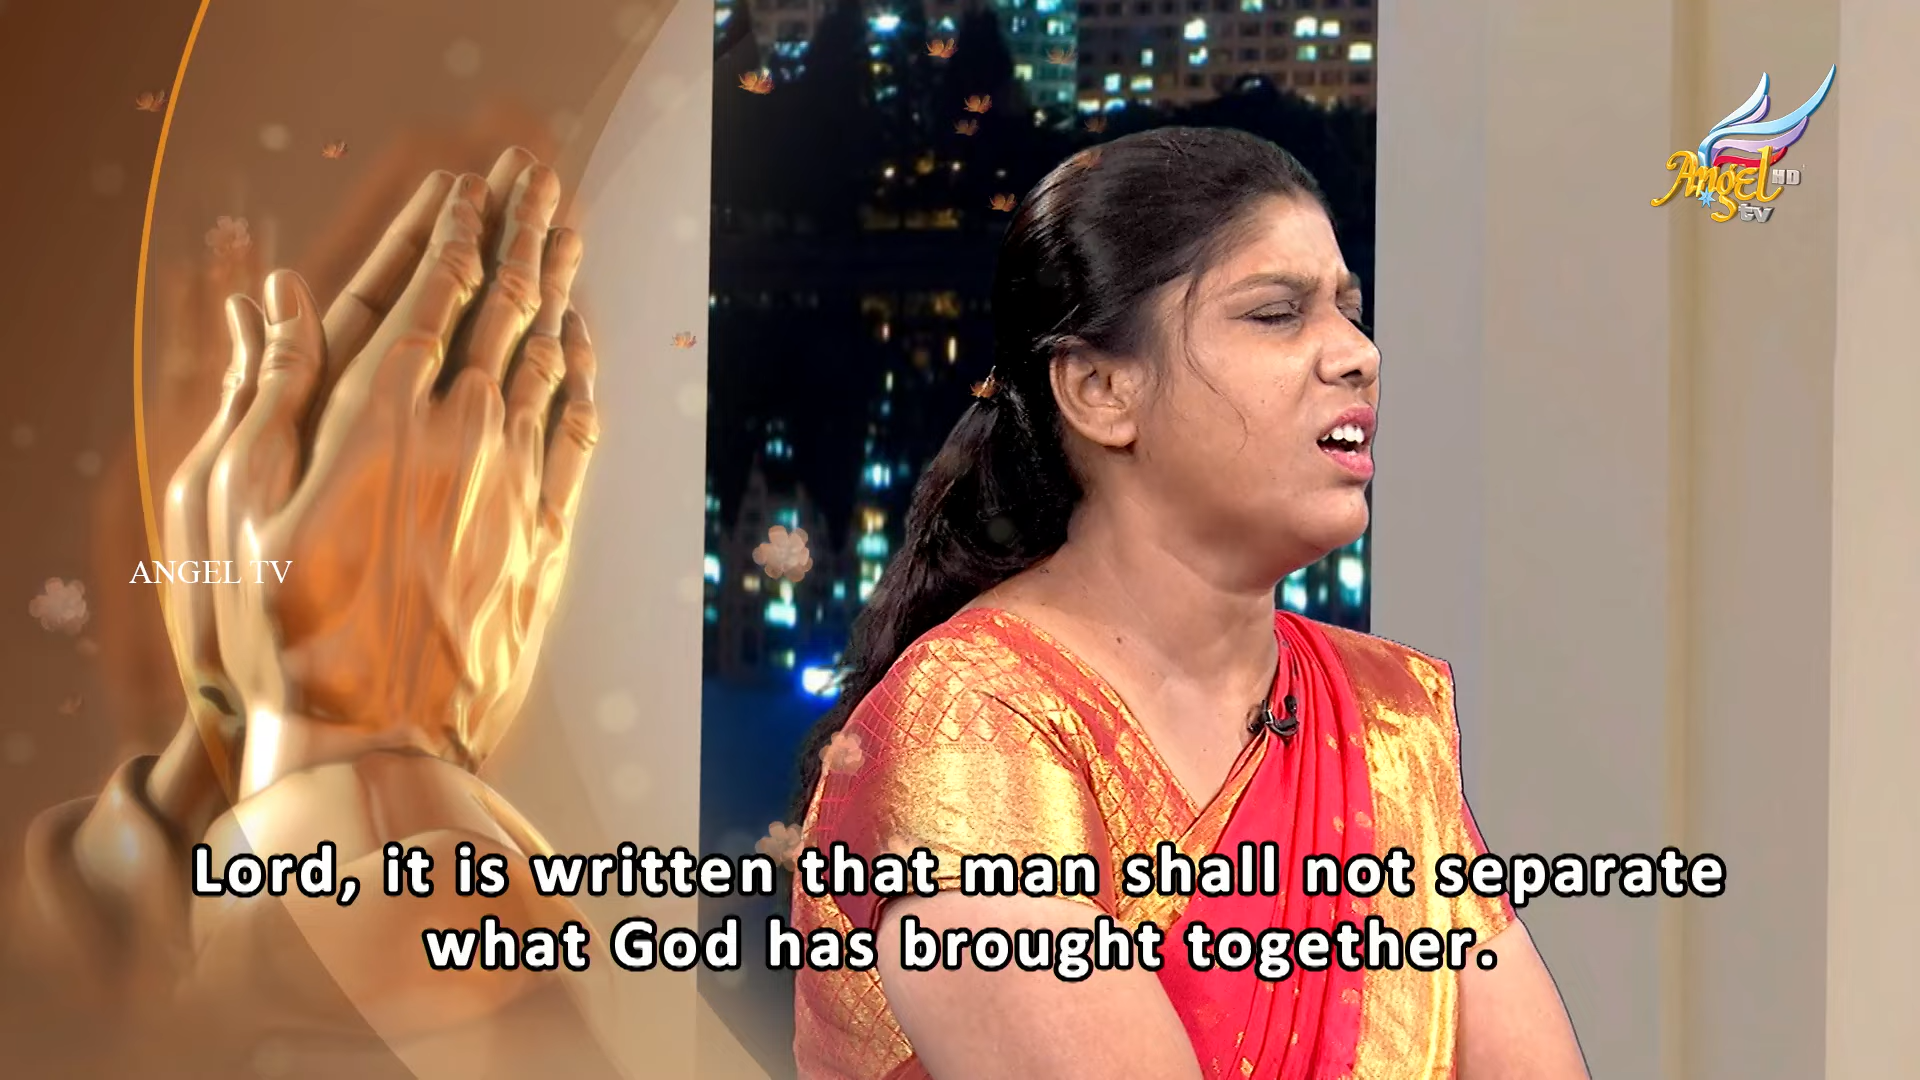 Angel HD
tv
ANGEL TV
Lord, it is written that man shall not separate
what God has brought together.